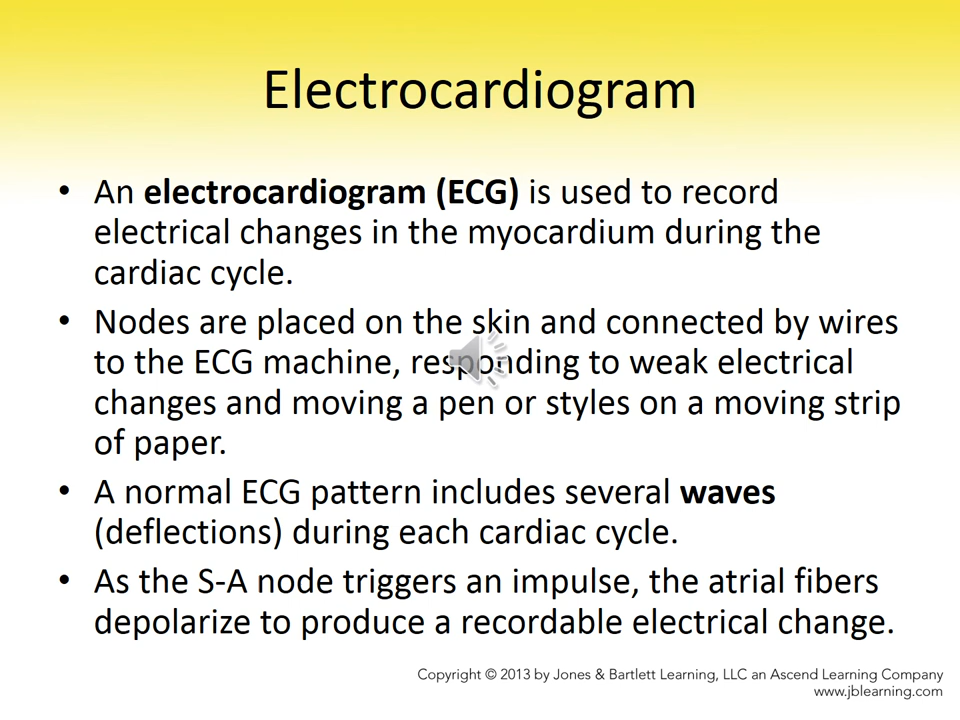 Electrocardiogram
• An electrocardiogram (ECG) is used to record
electrical changes in the myocardium during the
cardiac cycle.
• Nodes are placed on the skin and connected by wires
to the ECG machine, responding to weak electrical
changes and moving a pen or styles on a moving strip
of paper.
• A normal ECG pattern includes several waves
(deflections) during each cardiac cycle.
• As the S-A node triggers an impulse, the atrial fibers
depolarize to produce a recordable electrical change.
Copyright © 2013 by Jones & Bartlett Learning, LLC an Ascend Learning Company
www.jblearning.com